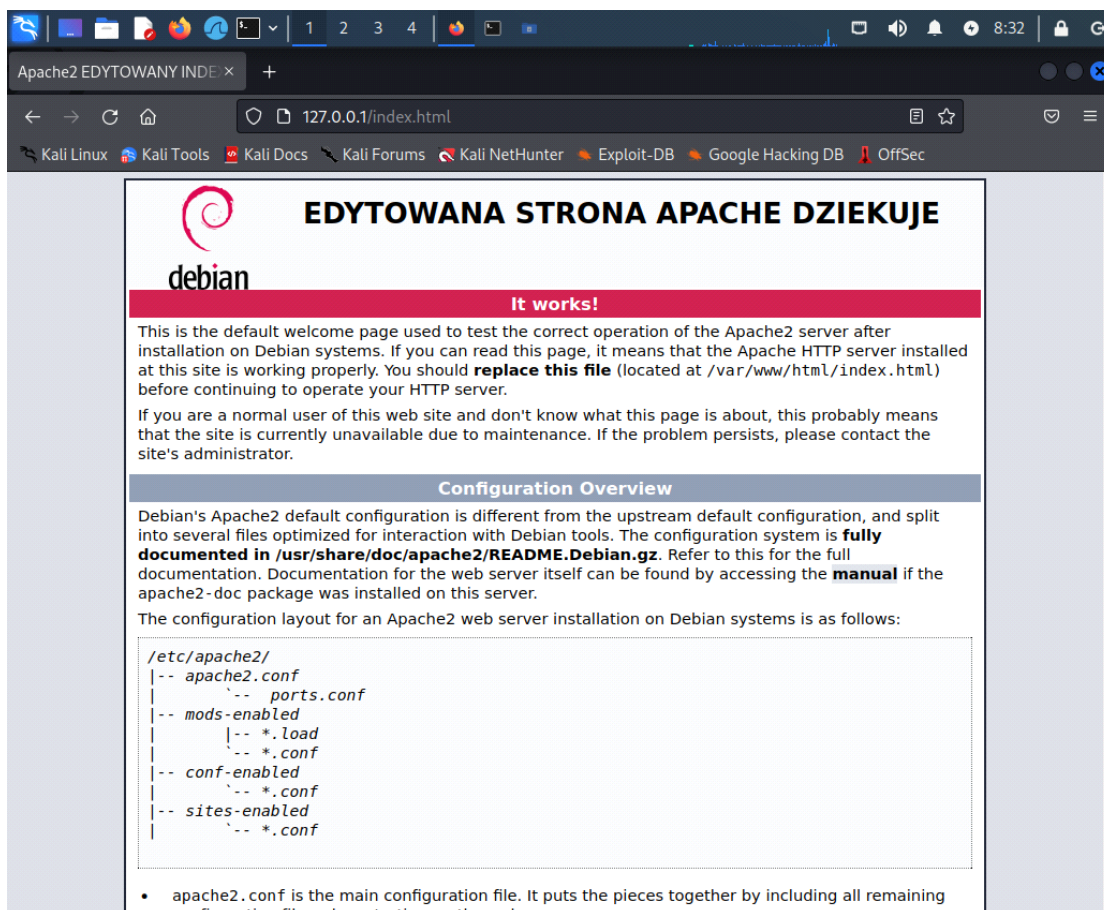 1 2 3 4 8:32
Apache2 EDYTOWANY INDE
127.0.0.1/index.html
Kali Linux Kali Tools Kali Docs Kali Forums Kali NetHunter Exploit-DB Google Hacking DB OffSec
EDYTOWANA STRONA APACHE DZIEKUJE
debian
It works!
This is the default welcome page used to test the correct operation of the Apache2 server after
installation on Debian systems. If you can read this page, it means that the Apache HTTP server installed
at this site is working properly. You should replace this file (located at /var/www/html/index.html)
before continuing to operate your HTTP server.
If you are a normal user of this web site and don't know what this page is about, this probably means
that the site is currently unavailable due to maintenance. If the problem persists, please contact the
site's administrator.
Configuration Overview
Debian's Apache2 default configuration is different from the upstream default configuration, and split
into several files optimized for interaction with Debian tools. The configuration system is fully
documented in /usr/share/doc/apache2/README.Debian.gz. Refer to this for the full
documentation. Documentation for the web server itself can be found by accessing the manual if the
apache2-doc package was installed on this server.
The configuration layout for an Apache2 web server installation on Debian systems is as follows:
/etc/apache2/
|-- apache2.conf
|       `--  ports.conf
|-- mods-enabled
|       |-- *.load
|       `-- *.conf
|-- conf-enabled
|       `-- *.conf
|-- sites-enabled
|       `-- *.conf
• apache2.conf is the main configuration file. It puts the pieces together by including all remaining